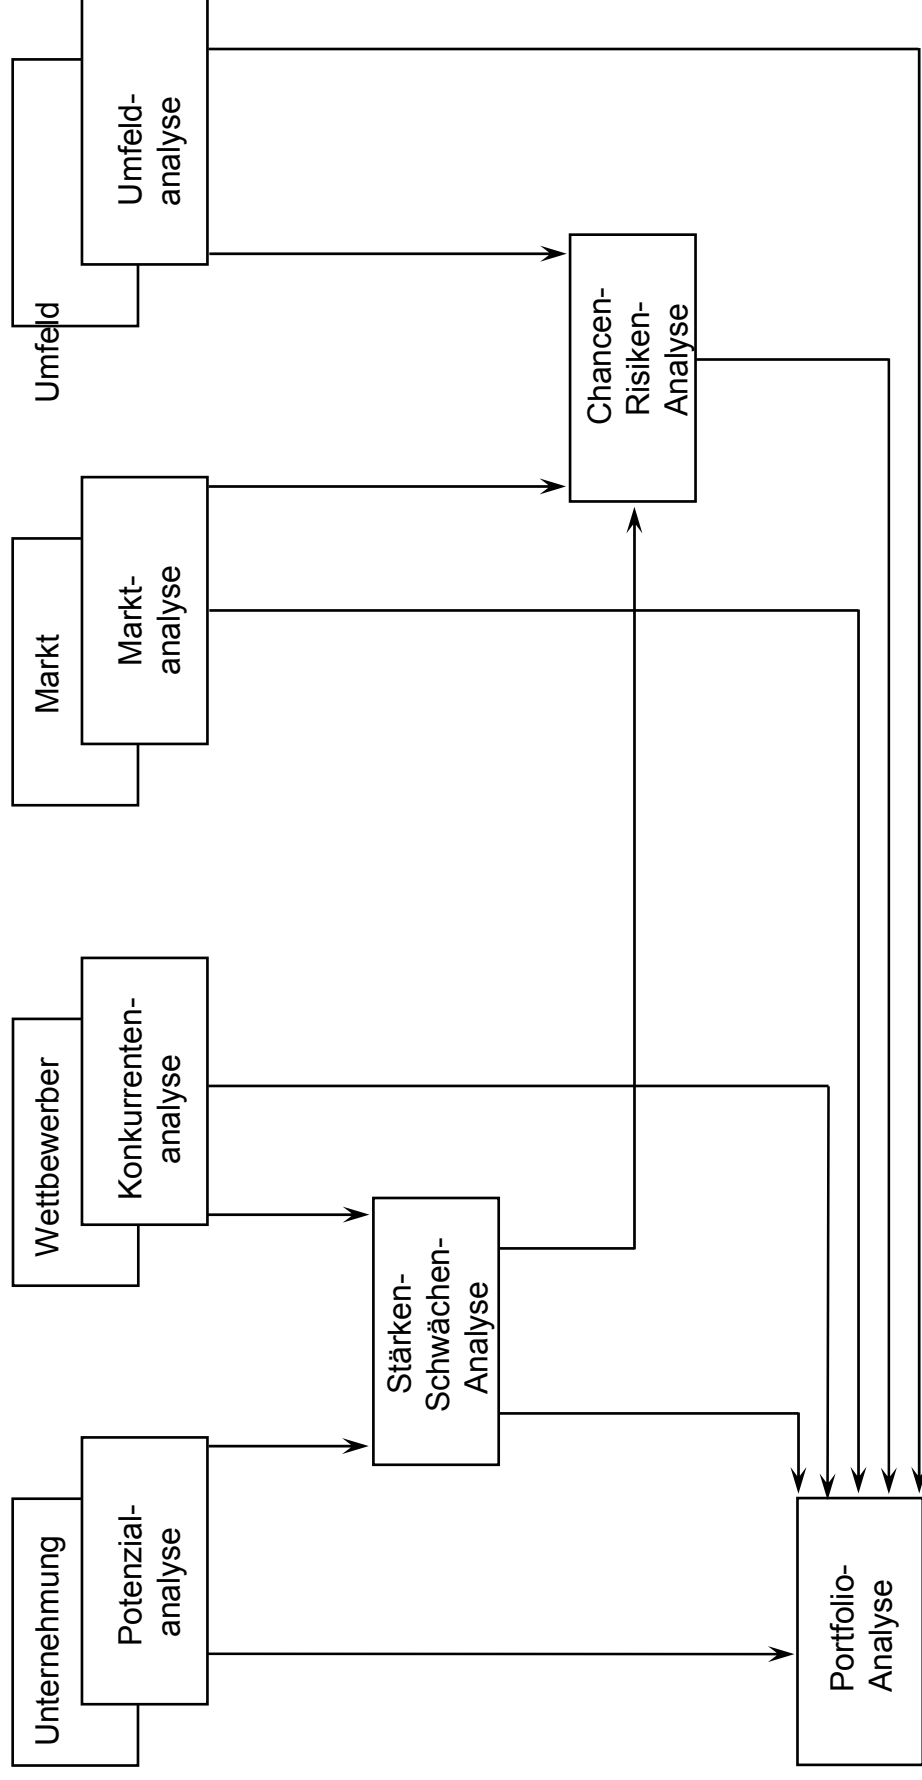 Unternehmung
Potenzial-
analyse
Wettbewerber
Konkurrenten-
analyse
Markt
Markt-
analyse
Umfeld
Umfeld-
analyse
Stärken-
Schwächen-
Analyse
Chancen-
Risiken-
Analyse
Portfolio-
Analyse